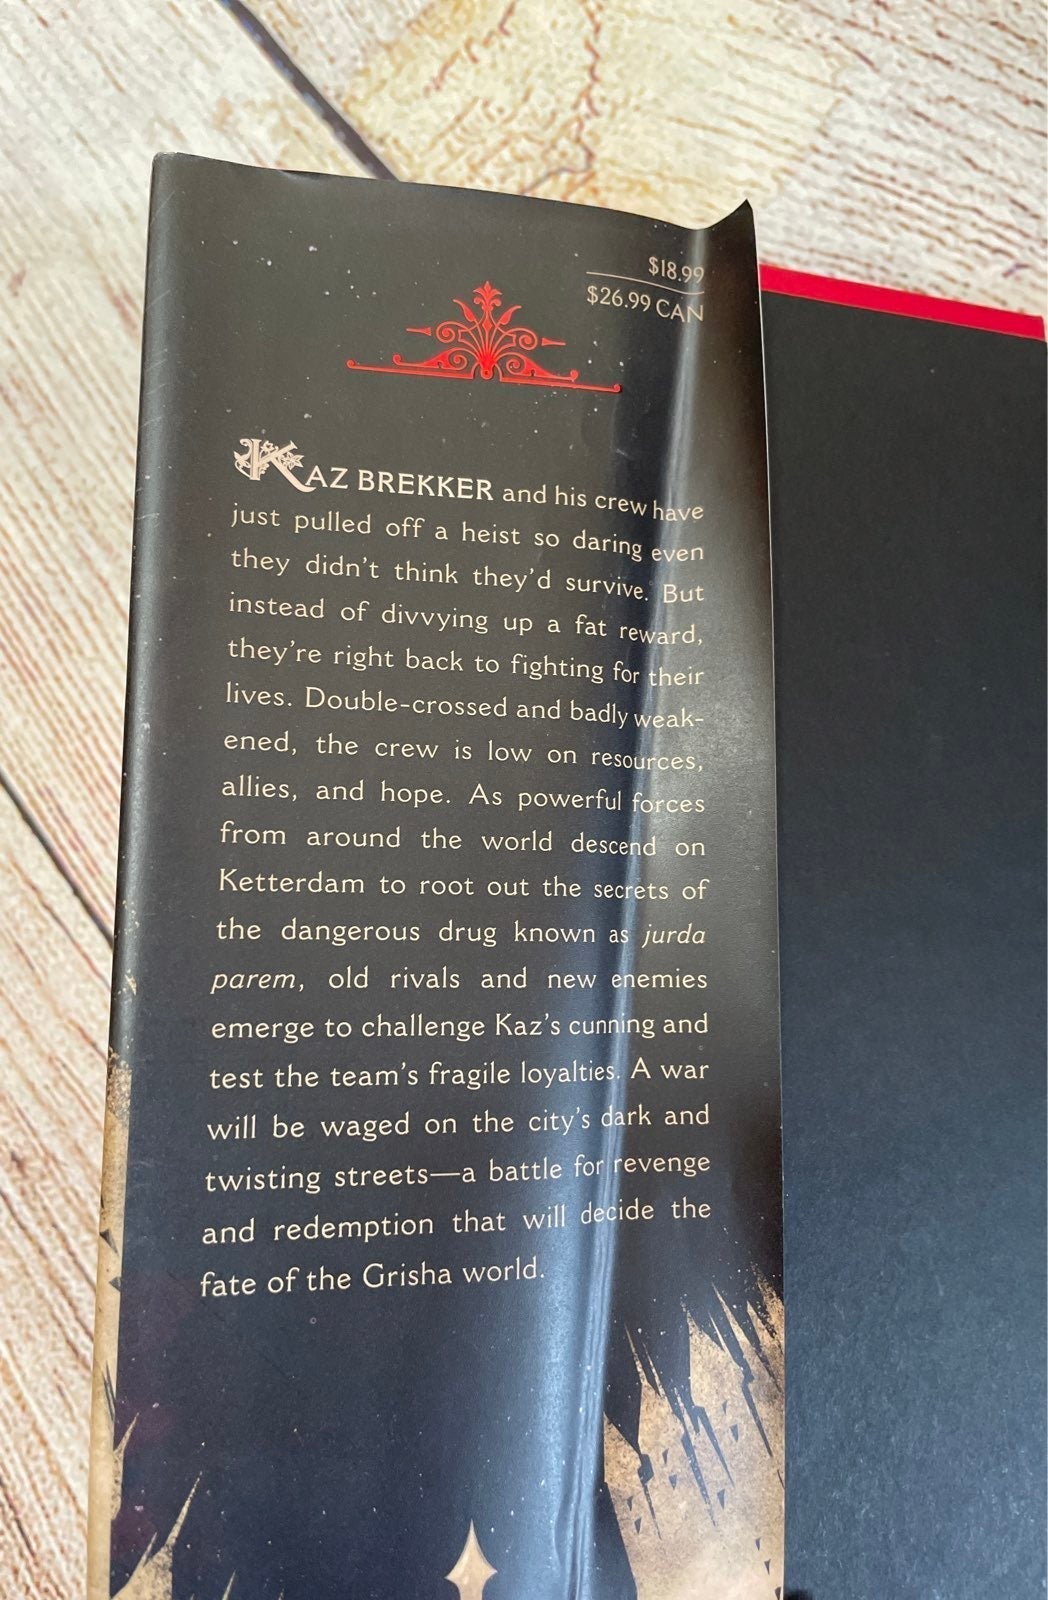 $18.99
$26.99 CAN
KAZ BREKKER and his crew have
just pulled off a heist so daring even
they didn't think they'd survive. But
instead of divvying up a fat reward,
they're right back to fighting for their
lives. Double-crossed and badly weak-
ened, the crew is low on resources,
allies, and hope. As powerful forces
from around the world descend on
Ketterdam to root out the secrets of
the dangerous drug known as jurda
parem, old rivals and new enemies
emerge to challenge Kaz's cunning and
test the team's fragile loyalties. A war
will be waged on the city's dark and
twisting streets—a battle for revenge
and redemption that will decide the
fate of the Grisha world.